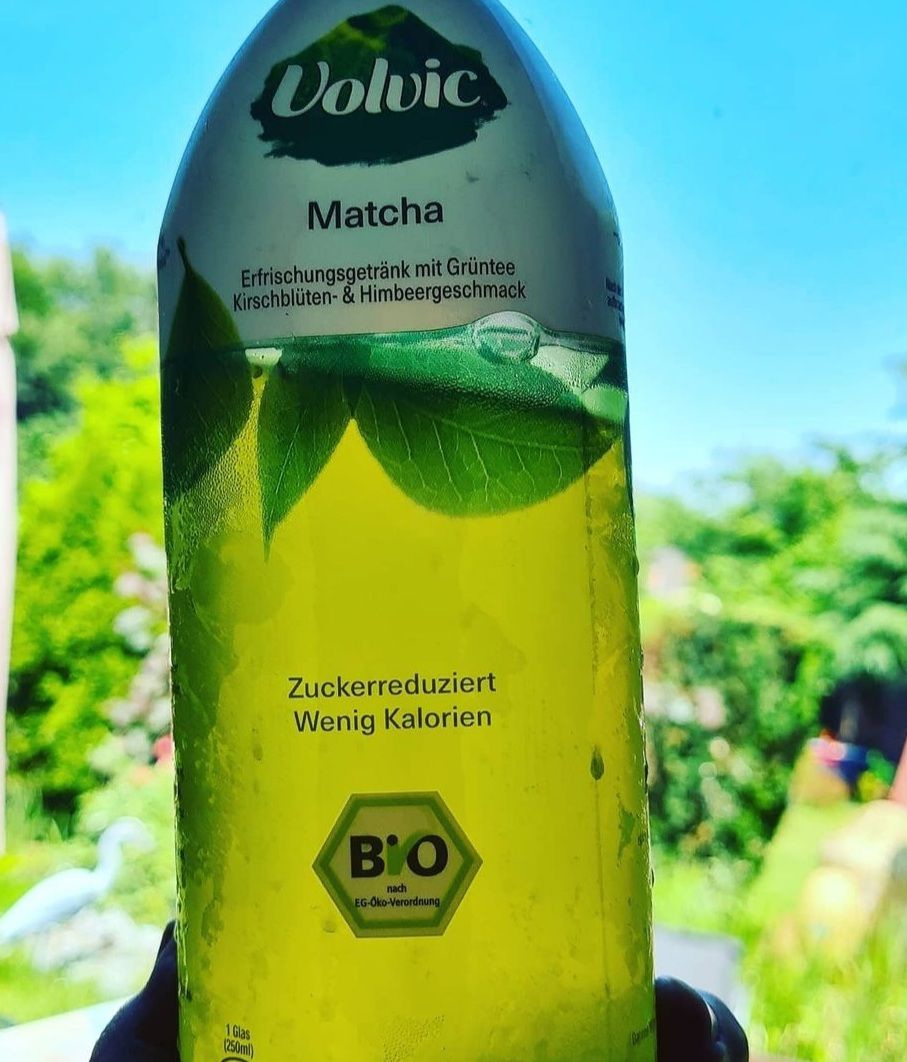 Volvic
Matcha
Erfrischungsgetränk mit Grüntee
Kirschblüten- & Himbeergeschmack
Zuckerreduziert
Wenig Kalorien
BiO
nach
EG-Öko-Verordnung
1 Glas
(250ml)